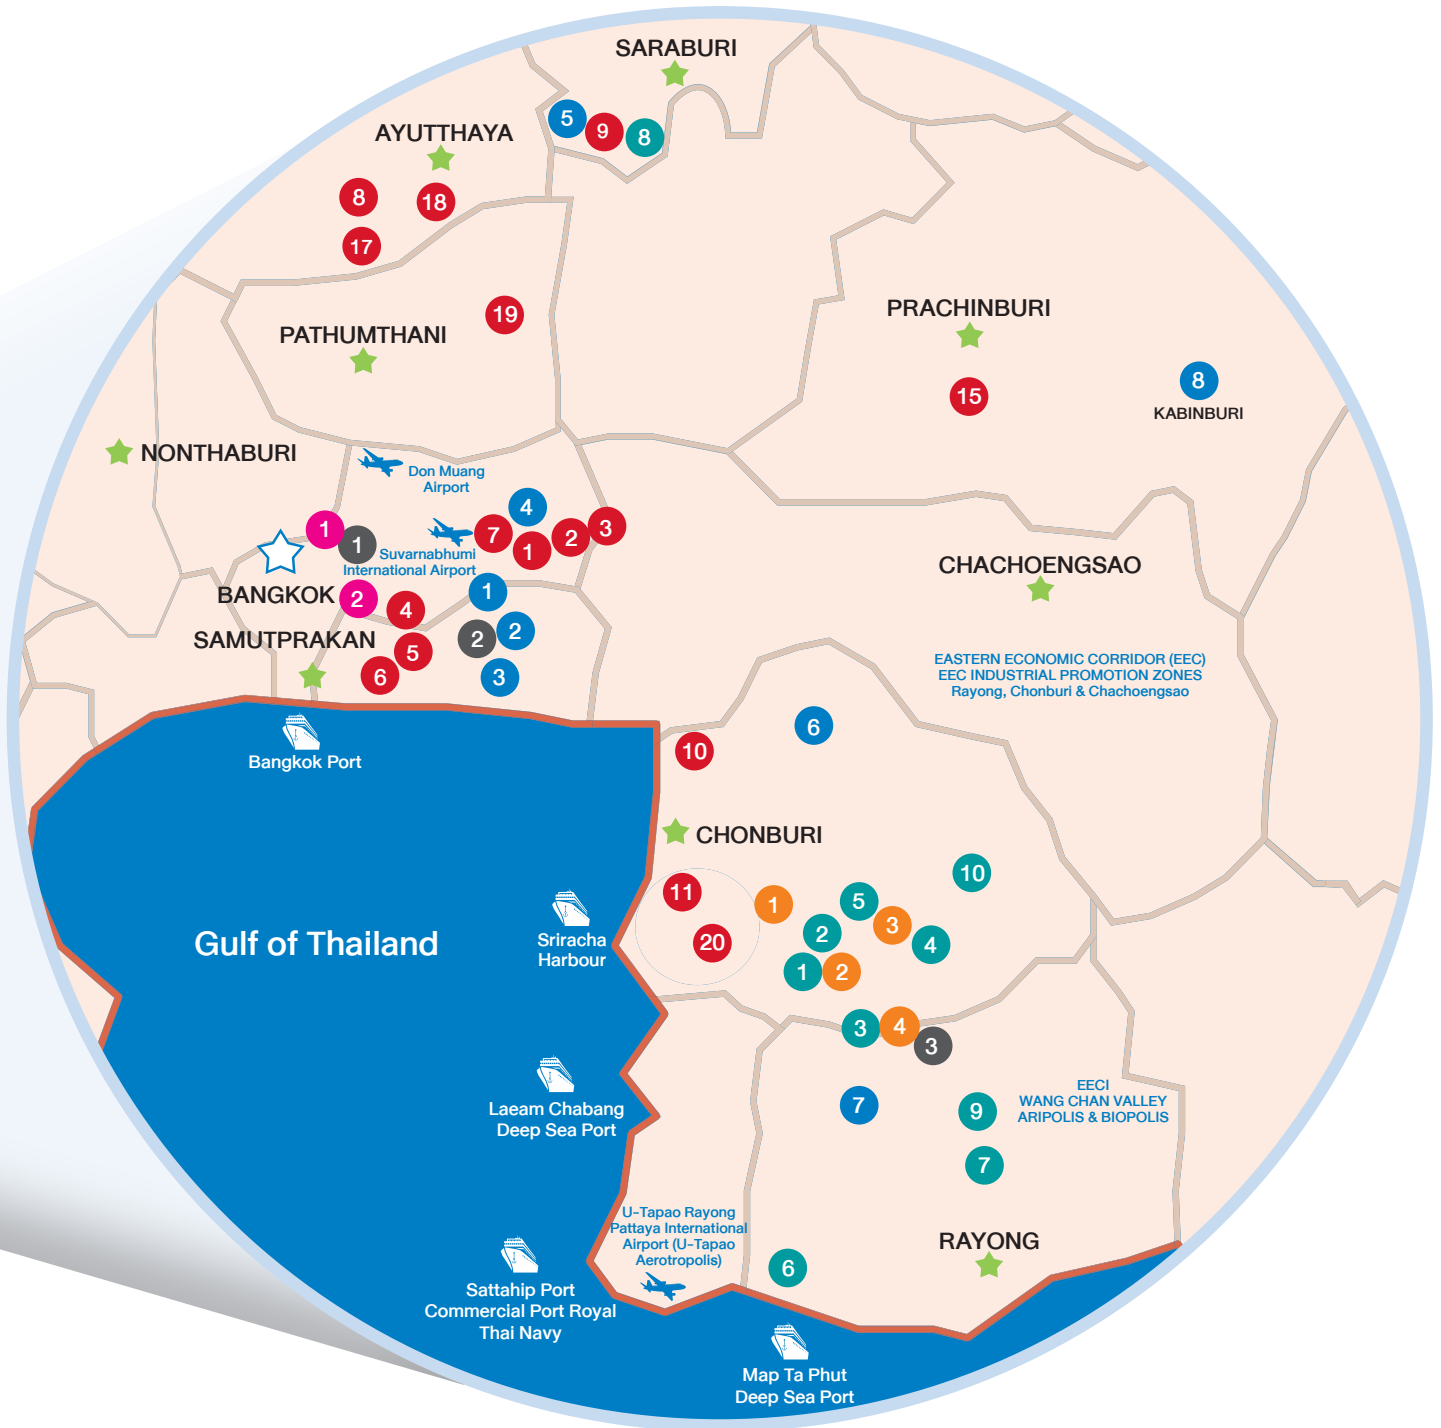 SARABURI
5
9
8
AYUTTHAYA
8
18
17
19
PATHUMTHANI
PRACHINBURI
15
8
KABINBURI
NONTHABURI
Don Muang
Airport
4
7
1
2
3
1
1
Suvarnabhumi
International Airport
BANGKOK
2
4
1
SAMUTPRAKAN
5
6
2
2
3
CHACHOENGSAO
EASTERN ECONOMIC CORRIDOR (EEC)
EEC INDUSTRIAL PROMOTION ZONES
Rayong, Chonburi & Chachoengsao
Bangkok Port
10
6
CHONBURI
11
20
1
5
10
2
3
4
1
2
Gulf of Thailand
Sriracha
Harbour
3
4
3
Laeam Chabang
Deep Sea Port
7
9
7
EECI
WANG CHAN VALLEY
ARIPOLIS & BIOPOLIS
U-Tapao Rayong
Pattaya International
Airport (U-Tapao
Aerotropolis)
6
RAYONG
Sattahip Port
Commercial Port Royal
Thai Navy
Map Ta Phut
Deep Sea Port